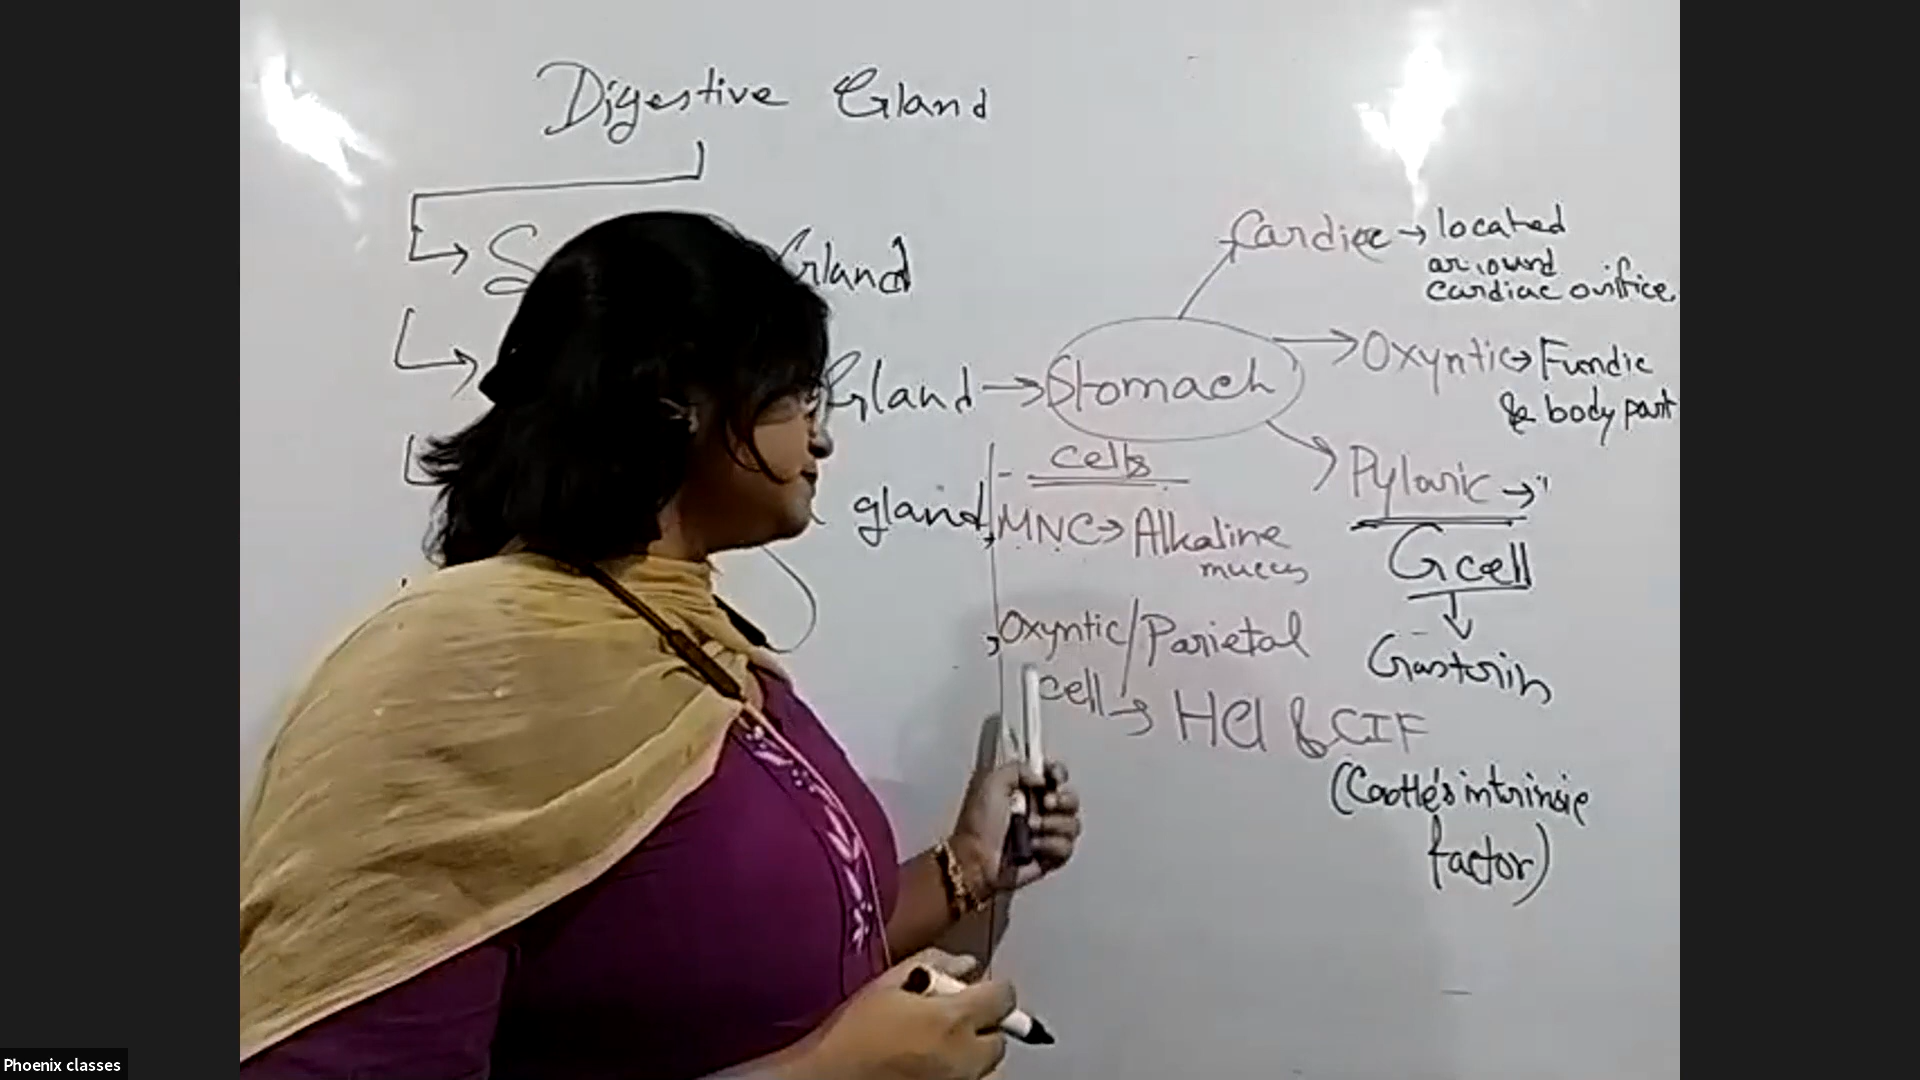 Digestive Gland
Gland
Gland → Stomach
gland
Cardiac → located
around
cardiac orifice
Oxyntic → Fundic
& body part
Pyloric → "
G cell
↓
Gastrin
Cells
MNC → Alkaline
mucus
Oxyntic/Parietal
cell → HCl & CIF
(Castle's intrinsic
factor)
Phoenix classes